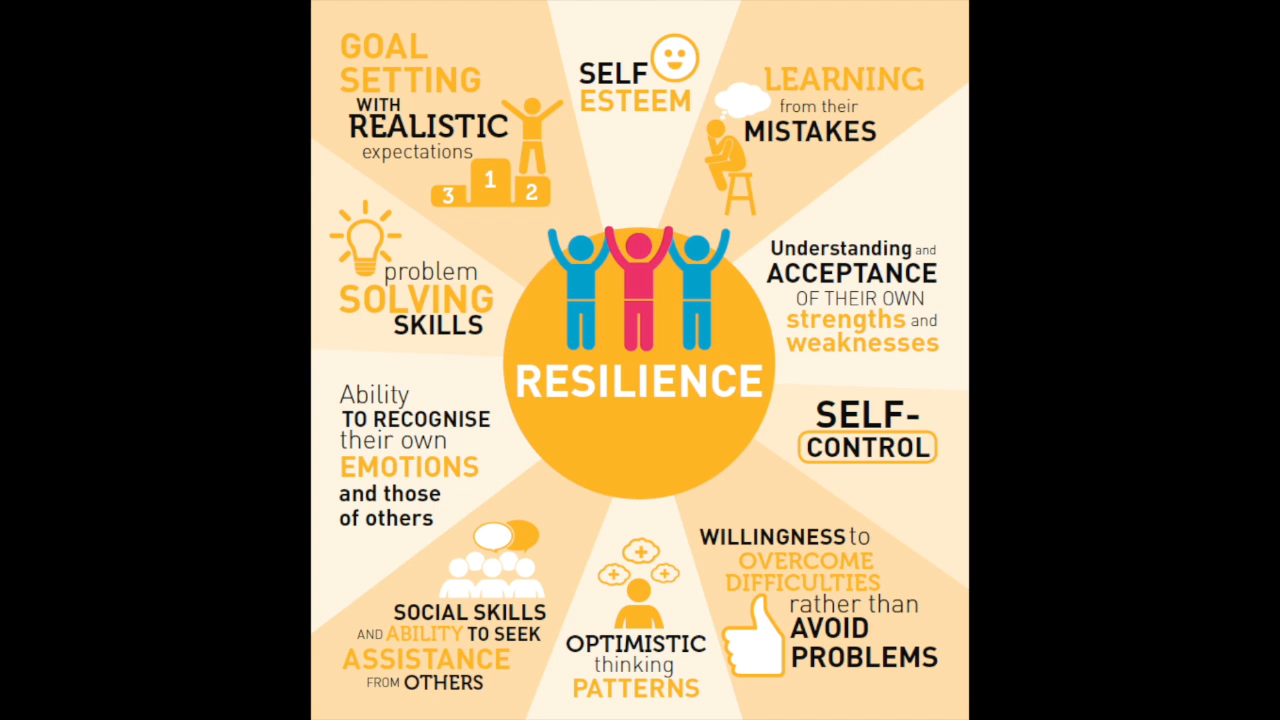 GOAL
SETTING
WITH
REALISTIC
expectations
1
2
3
SELF
ESTEEM
LEARNING
from their
MISTAKES
Understanding and
ACCEPTANCE
OF THEIR OWN
strengths and
weaknesses
SELF-
CONTROL
WILLINGNESS to
OVERCOME
DIFFICULTIES
rather than
AVOID
PROBLEMS
OPTIMISTIC
thinking
PATTERNS
SOCIAL SKILLS
AND ABILITY TO SEEK
ASSISTANCE
FROM OTHERS
Ability
TO RECOGNISE
their own
EMOTIONS
and those
of others
problem
SOLVING
SKILLS
RESILIENCE